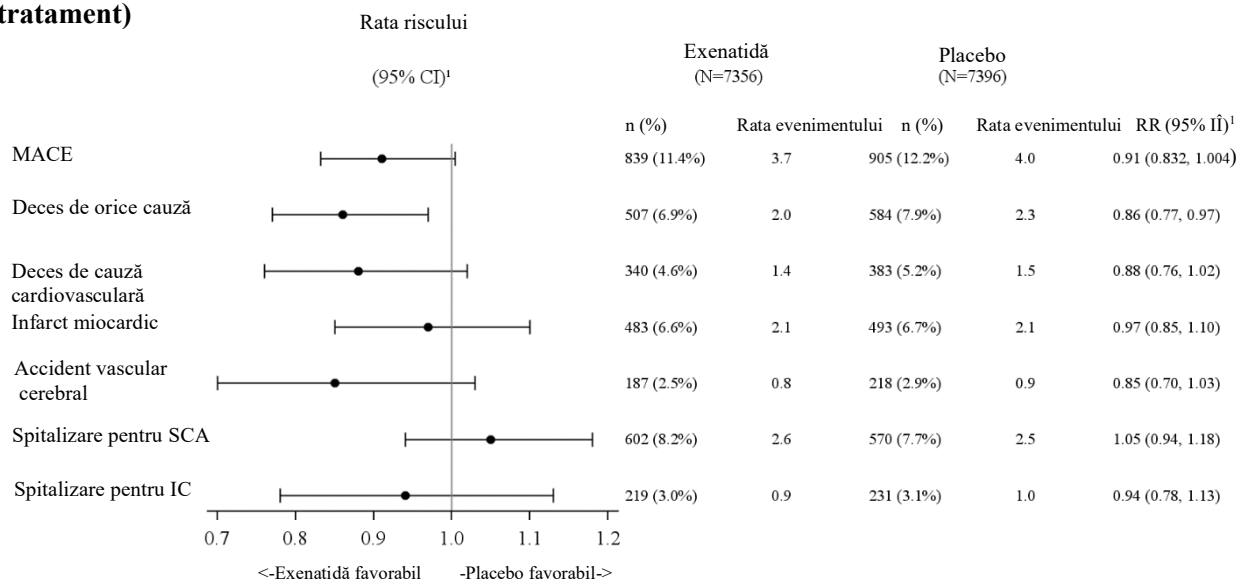 tratament)
Rata riscului
(95% CI)¹
Exenatidă
(N=7356)
Placebo
(N=7396)
n (%) Rata evenimentului n (%) Rata evenimentului RR (95% IÎ)¹
MACE 839 (11.4%) 3.7 905 (12.2%) 4.0 0.91 (0.832, 1.004)
Deces de orice cauză 507 (6.9%) 2.0 584 (7.9%) 2.3 0.86 (0.77, 0.97)
Deces de cauză
cardiovasculară 340 (4.6%) 1.4 383 (5.2%) 1.5 0.88 (0.76, 1.02)
Infarct miocardic 483 (6.6%) 2.1 493 (6.7%) 2.1 0.97 (0.85, 1.10)
Accident vascular
cerebral 187 (2.5%) 0.8 218 (2.9%) 0.9 0.85 (0.70, 1.03)
Spitalizare pentru SCA 602 (8.2%) 2.6 570 (7.7%) 2.5 1.05 (0.94, 1.18)
Spitalizare pentru IC 219 (3.0%) 0.9 231 (3.1%) 1.0 0.94 (0.78, 1.13)
0.7 0.8 0.9 1.0 1.1 1.2
<-Exenatidă favorabil -Placebo favorabil->